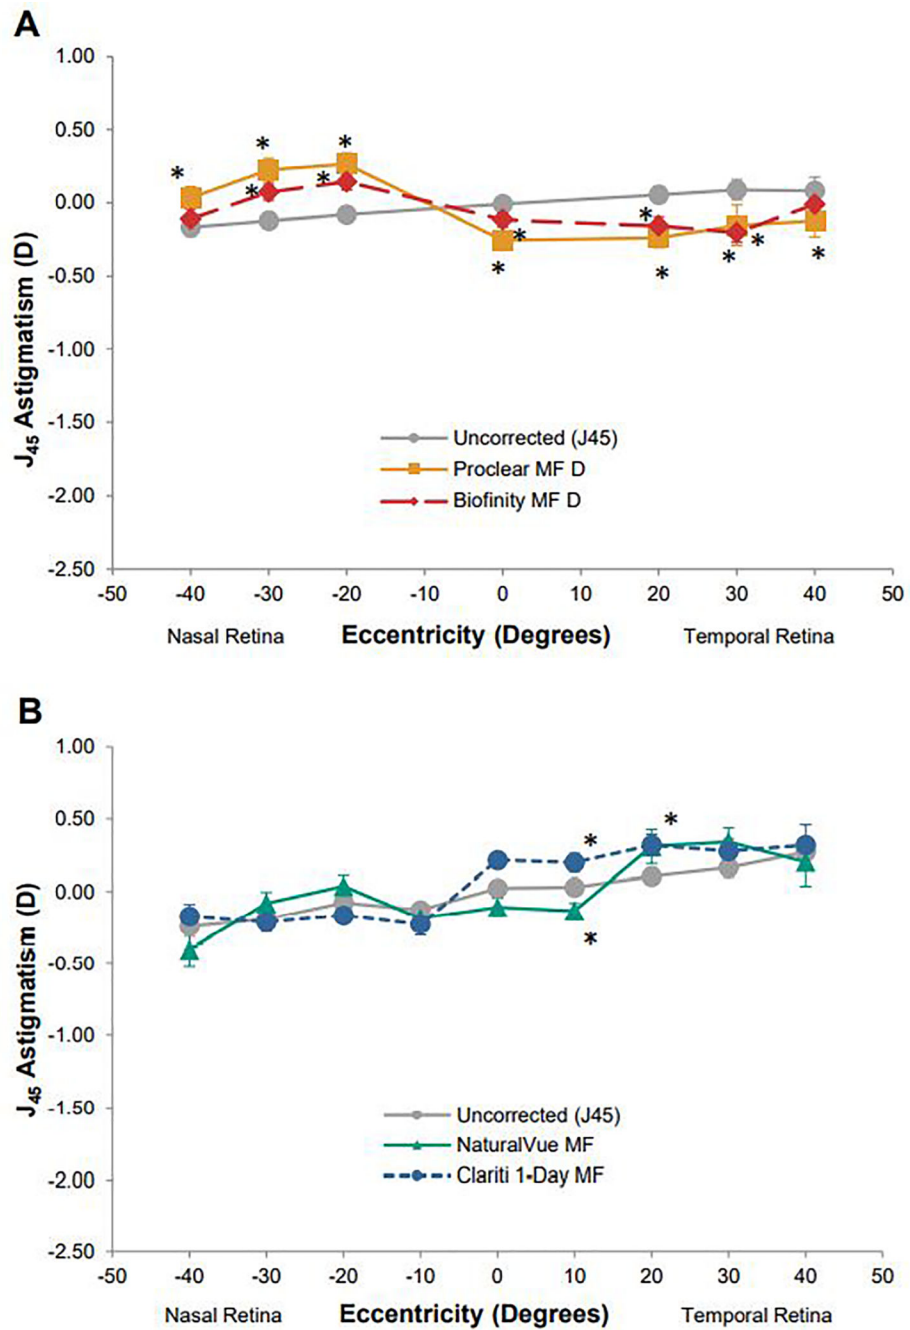 A
1.00
0.50
0.00
-0.50
-1.00
-1.50
-2.00
-2.50
J45 Astigmatism (D)
* * * * * * * * * * * *
Uncorrected (J45)
Proclear MF D
Biofinity MF D
-50 -40 -30 -20 -10 0 10 20 30 40 50
Nasal Retina Eccentricity (Degrees) Temporal Retina
B
1.00
0.50
0.00
-0.50
-1.00
-1.50
-2.00
-2.50
J45 Astigmatism (D)
* * *
Uncorrected (J45)
NaturalVue MF
Clariti 1-Day MF
-50 -40 -30 -20 -10 0 10 20 30 40 50
Nasal Retina Eccentricity (Degrees) Temporal Retina